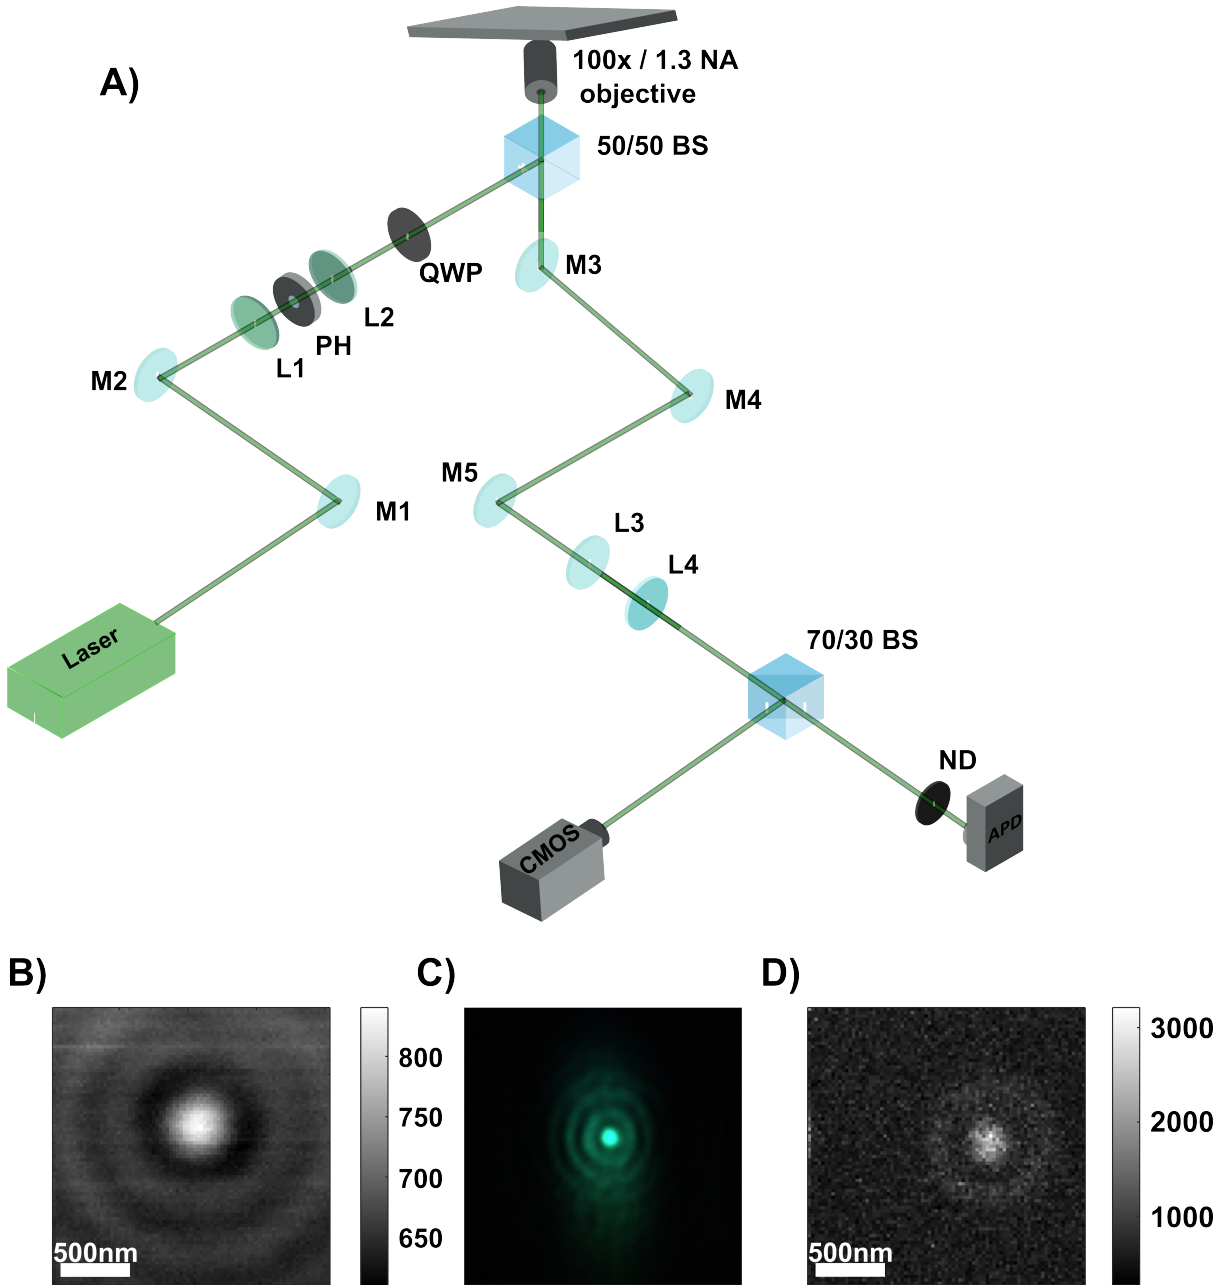 A)
100x / 1.3 NA
objective
50/50 BS
M3
QWP
L2
PH
L1
M2
M4
M5
M1
L3
L4
Laser
70/30 BS
ND
CMOS
APD
B)
C)
D)
800
750
700
650
500nm
3000
2000
1000
500nm